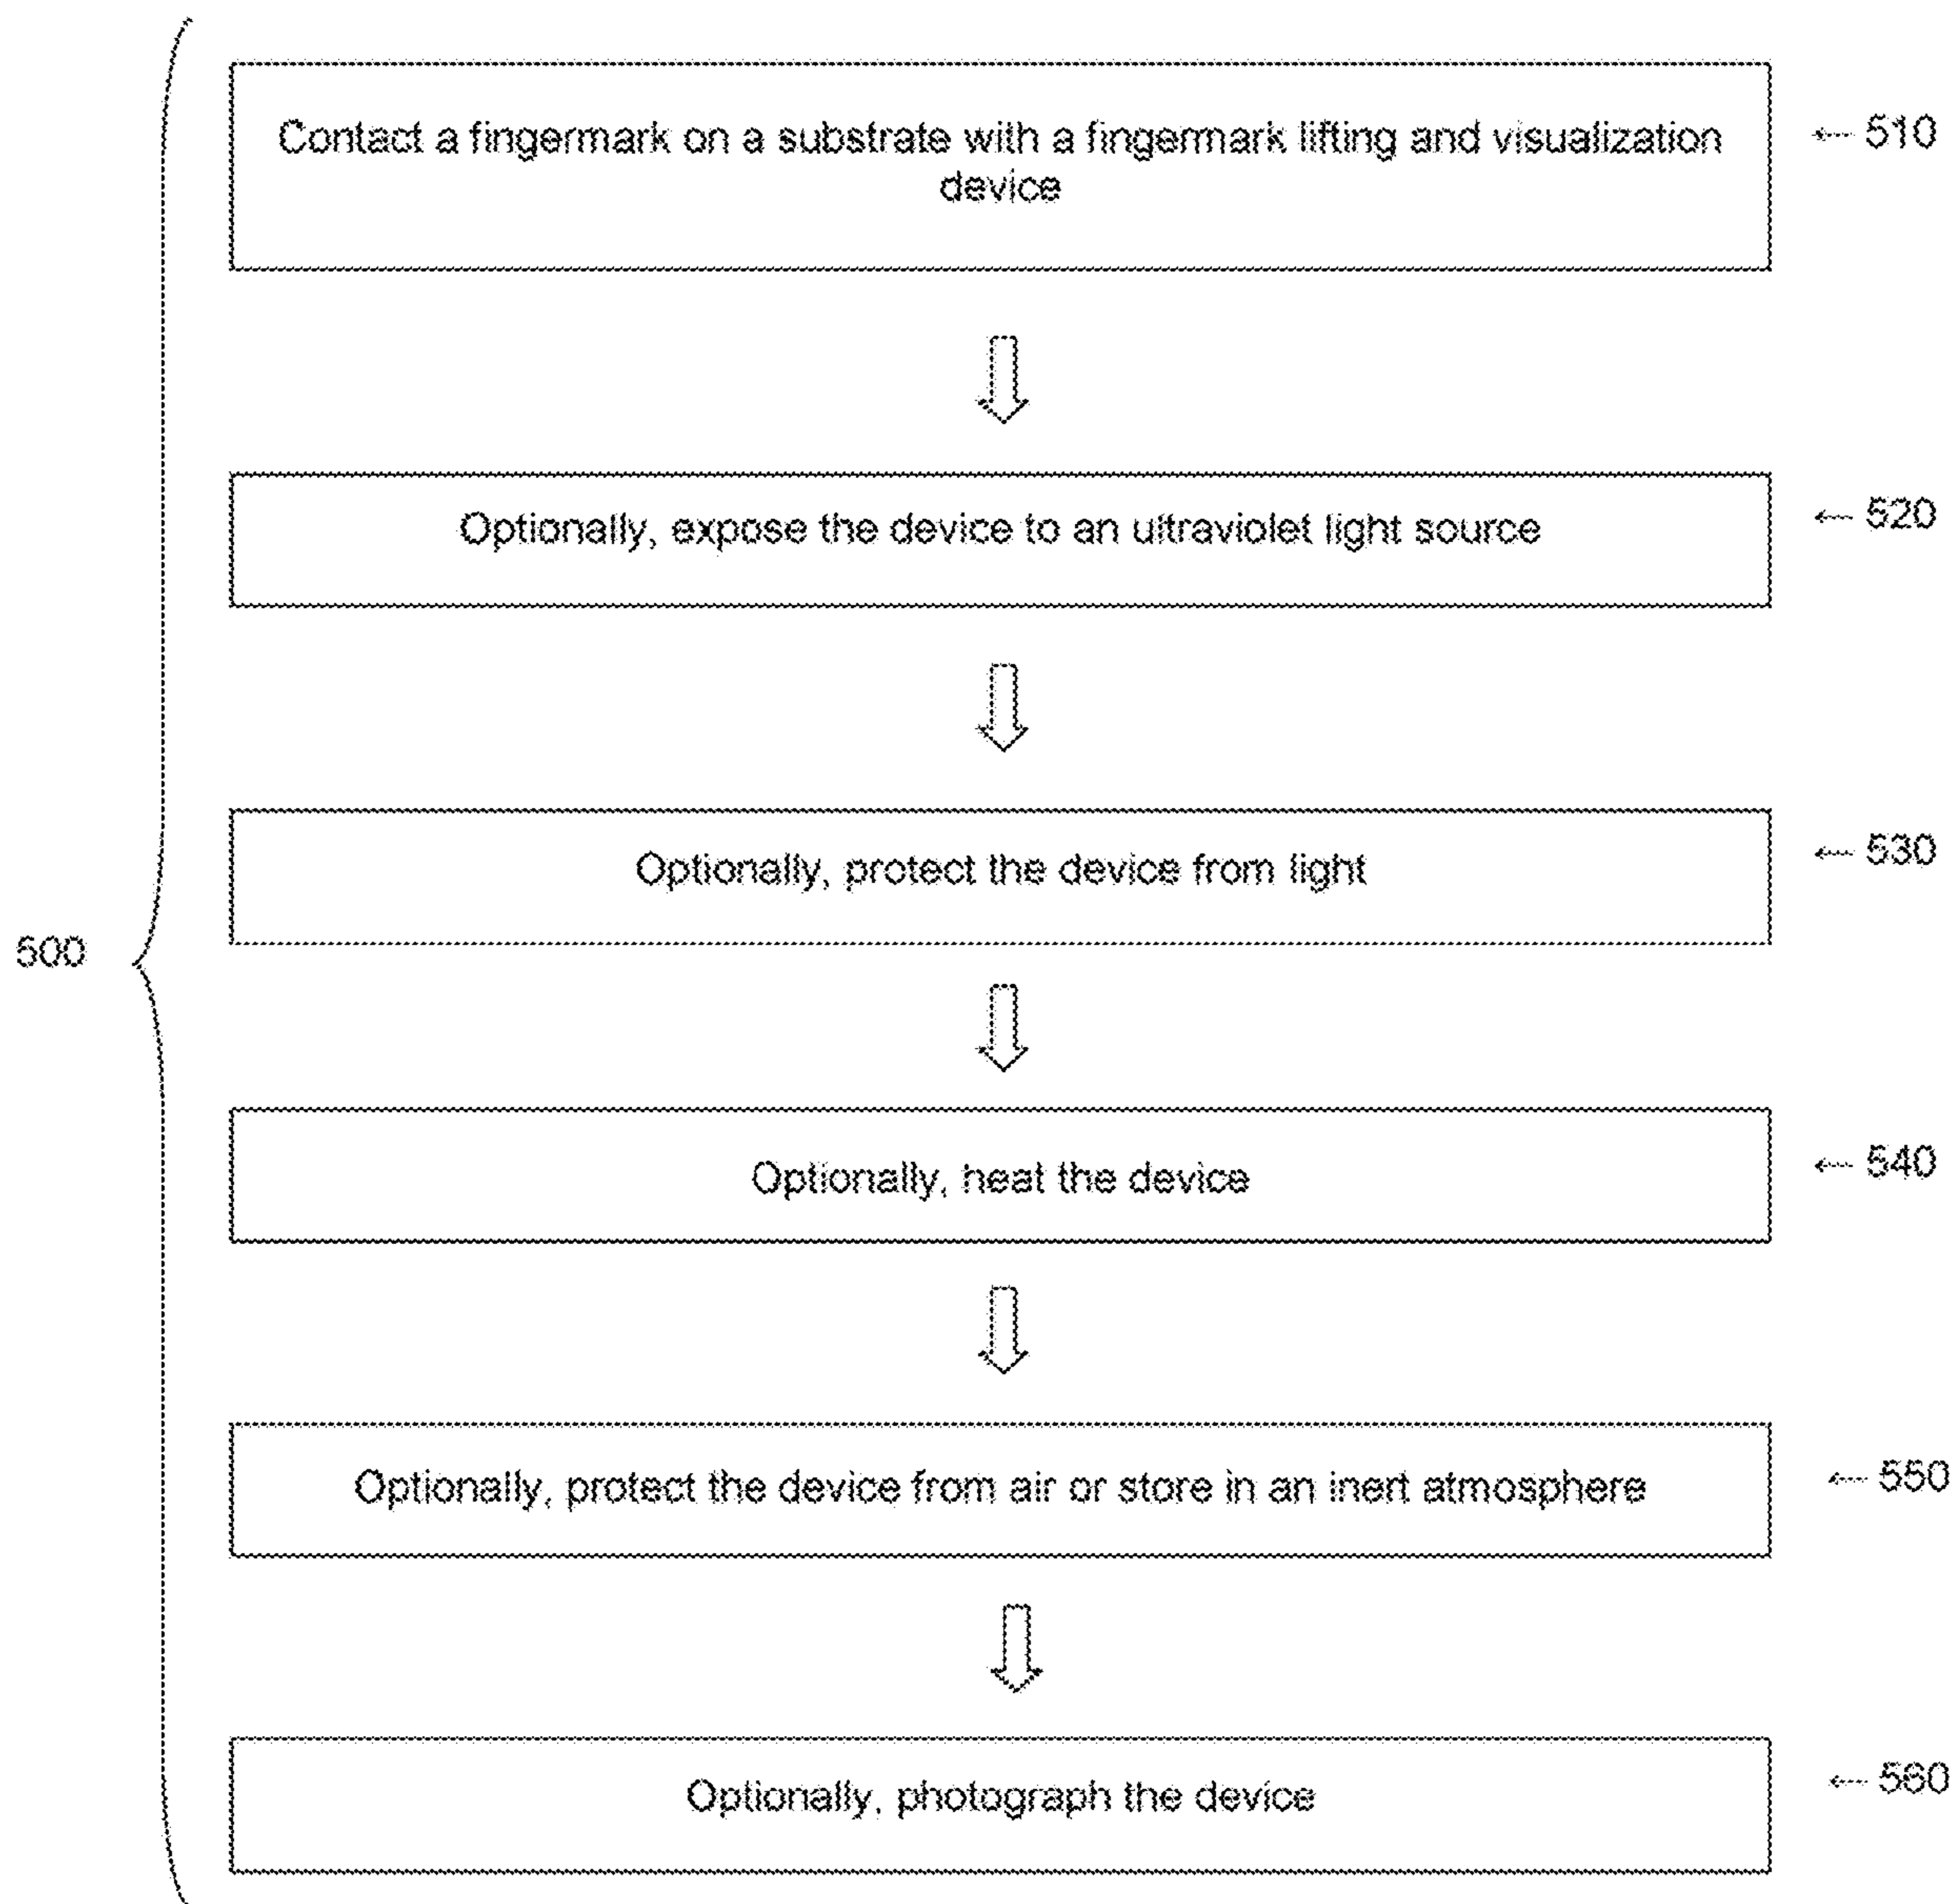 Contact a fingermark on a substrate with a fingermark lifting and visualization
device
← 510
Optionally, expose the device to an ultraviolet light source
← 520
Optionally, protect the device from light
← 530
500
Optionally, heat the device
← 540
Optionally, protect the device from air or store in an inert atmosphere
← 550
Optionally, photograph the device
← 560